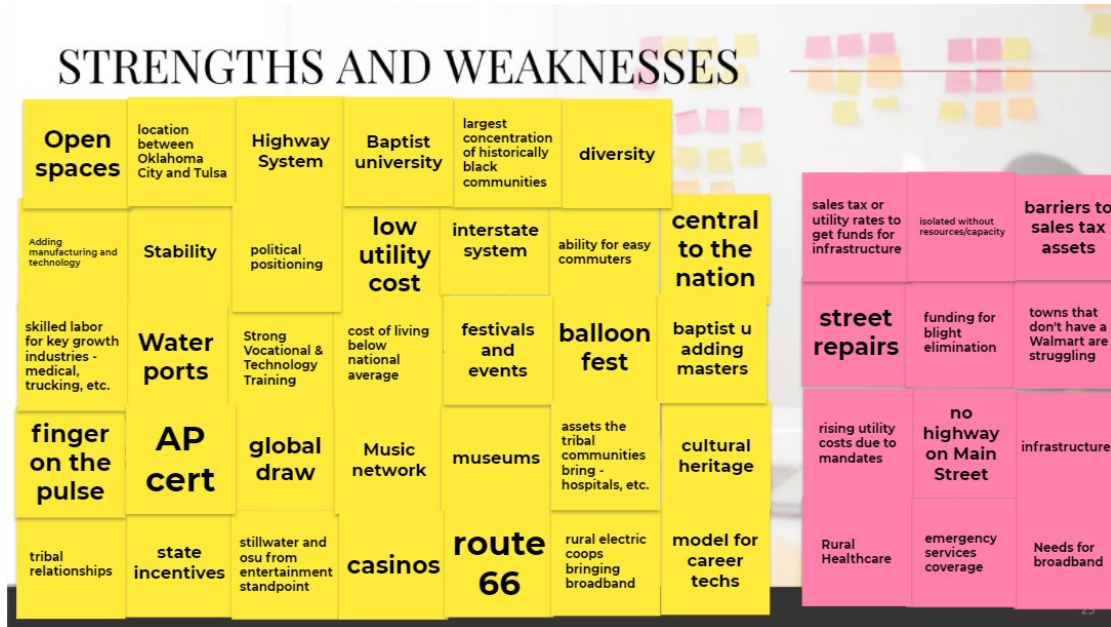 STRENGTHS AND WEAKNESSES
Open
spaces
location
between
Oklahoma
City and Tulsa
Highway
System
Baptist
university
largest
concentration
of historically
black
communities
diversity
Adding
manufacturing and
technology
Stability
political
positioning
low
utility
cost
interstate
system
ability for easy
commuters
central
to the
nation
skilled labor
for key growth
industries -
medical,
trucking, etc.
Water
ports
Strong
Vocational &
Technology
Training
cost of living
below
national
average
festivals
and
events
balloon
fest
baptist u
adding
masters
finger
on the
pulse
AP
cert
global
draw
Music
network
museums
assets the
tribal
communities
bring -
hospitals, etc.
cultural
heritage
tribal
relationships
state
incentives
stillwater and
osu from
entertainment
standpoint
casinos
route
66
rural electric
coops
bringing
broadband
model for
career
techs
sales tax or
utility rates to
get funds for
infrastructure
isolated without
resources/capacity
barriers to
sales tax
assets
street
repairs
funding for
blight
elimination
towns that
don't have a
Walmart are
struggling
rising utility
costs due to
mandates
no
highway
on Main
Street
infrastructure
Rural
Healthcare
emergency
services
coverage
Needs for
broadband